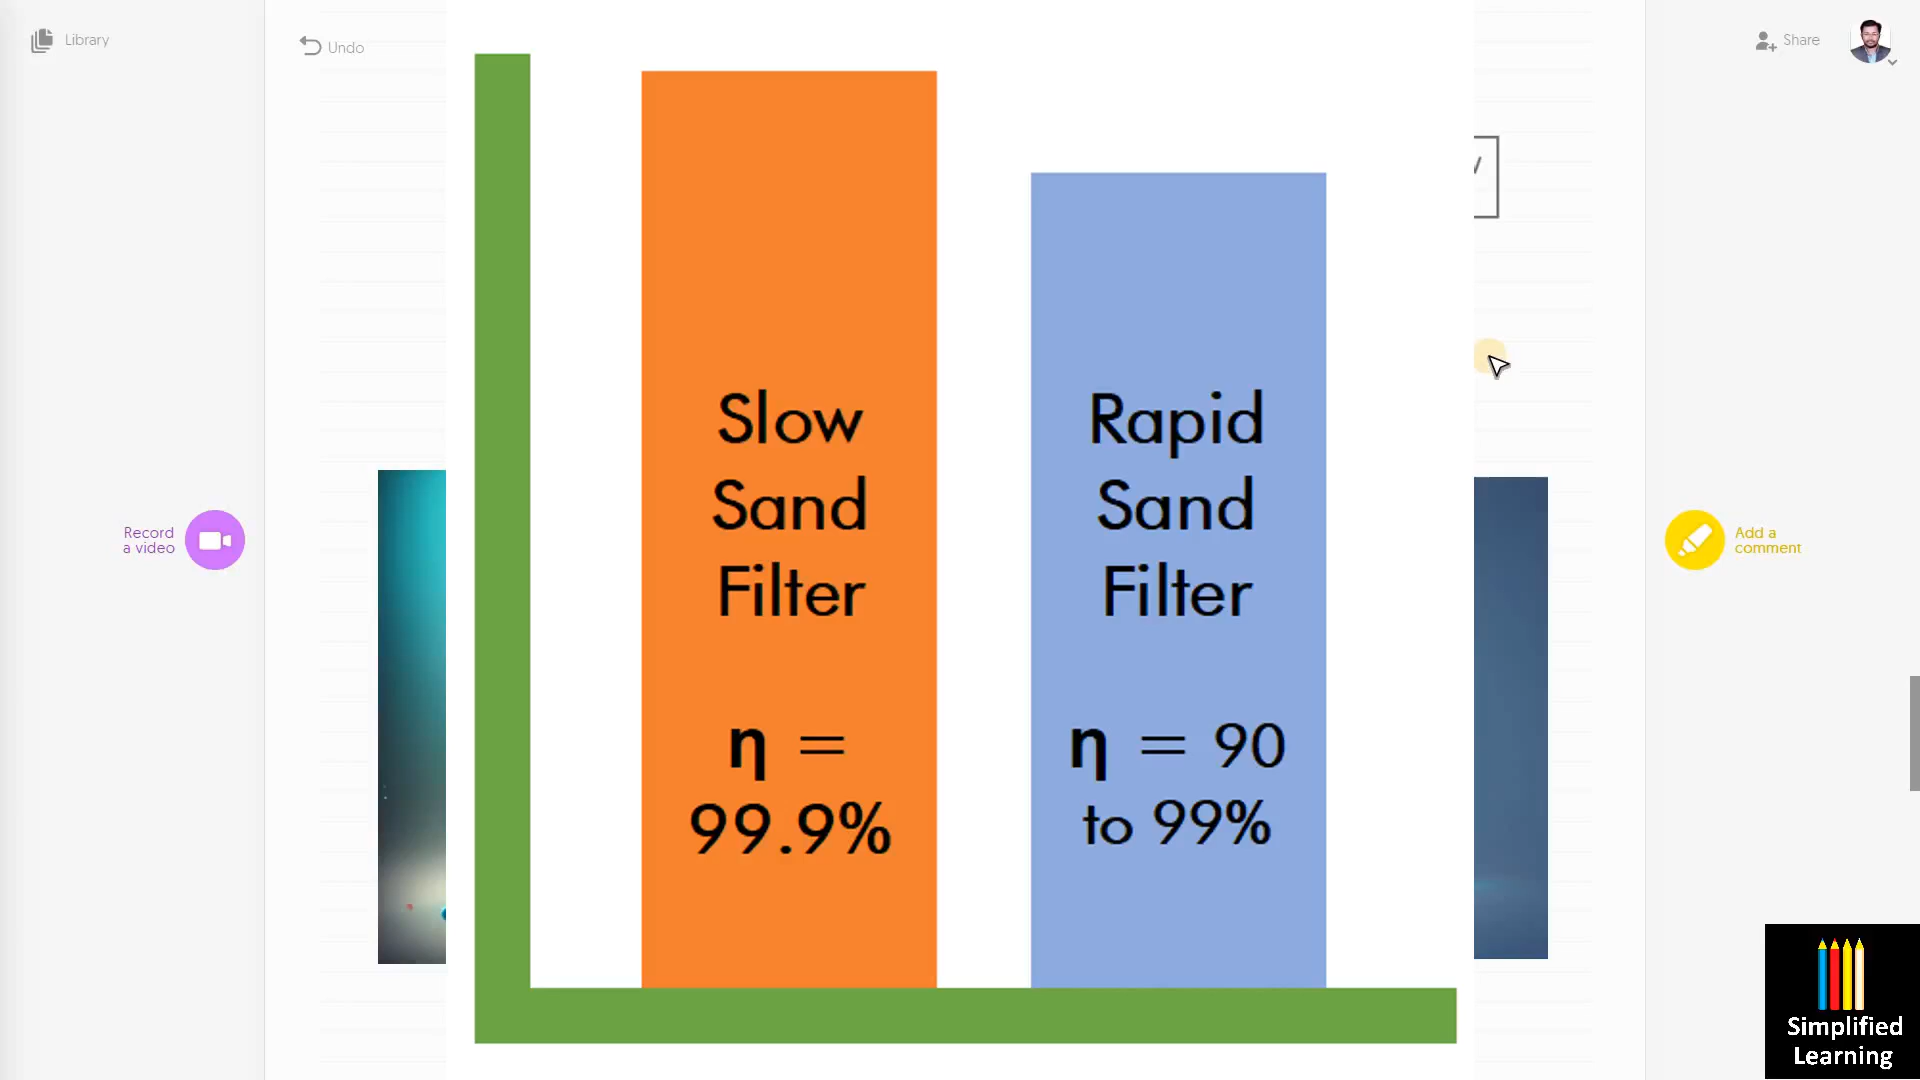 Library
Undo
Share
Slow
Sand
Filter
η =
99.9%
Rapid
Sand
Filter
η = 90
to 99%
Record
a video
Add a
comment
Simplified
Learning